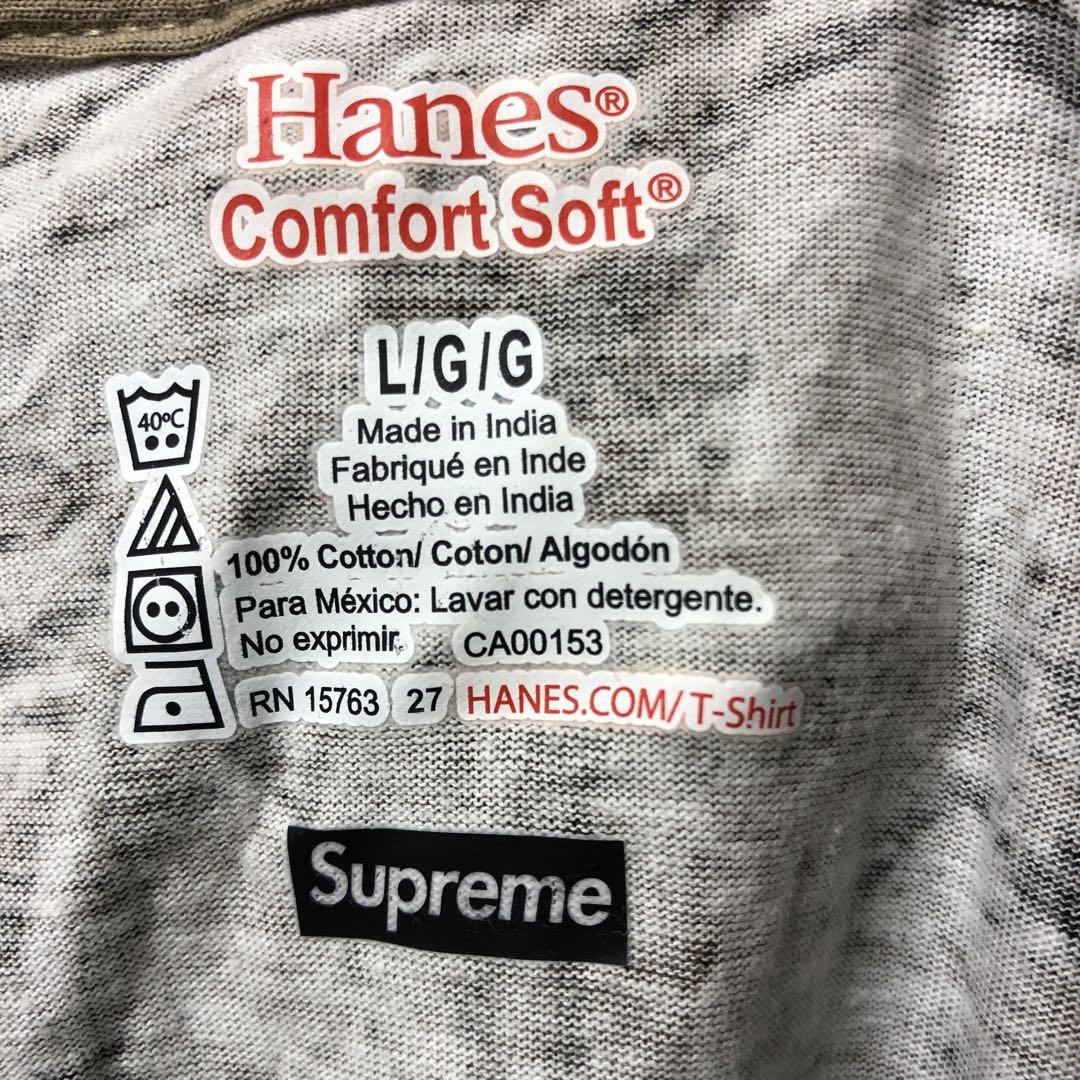 Hanes®
Comfort Soft®
L/G/G
40ºC
Made in India
Fabriqué en Inde
Hecho en India
100% Cotton/ Coton/ Algodón
Para México: Lavar con detergente.
No exprimir. CA00153
RN 15763 27 HANES.COM/T-Shirt
Supreme